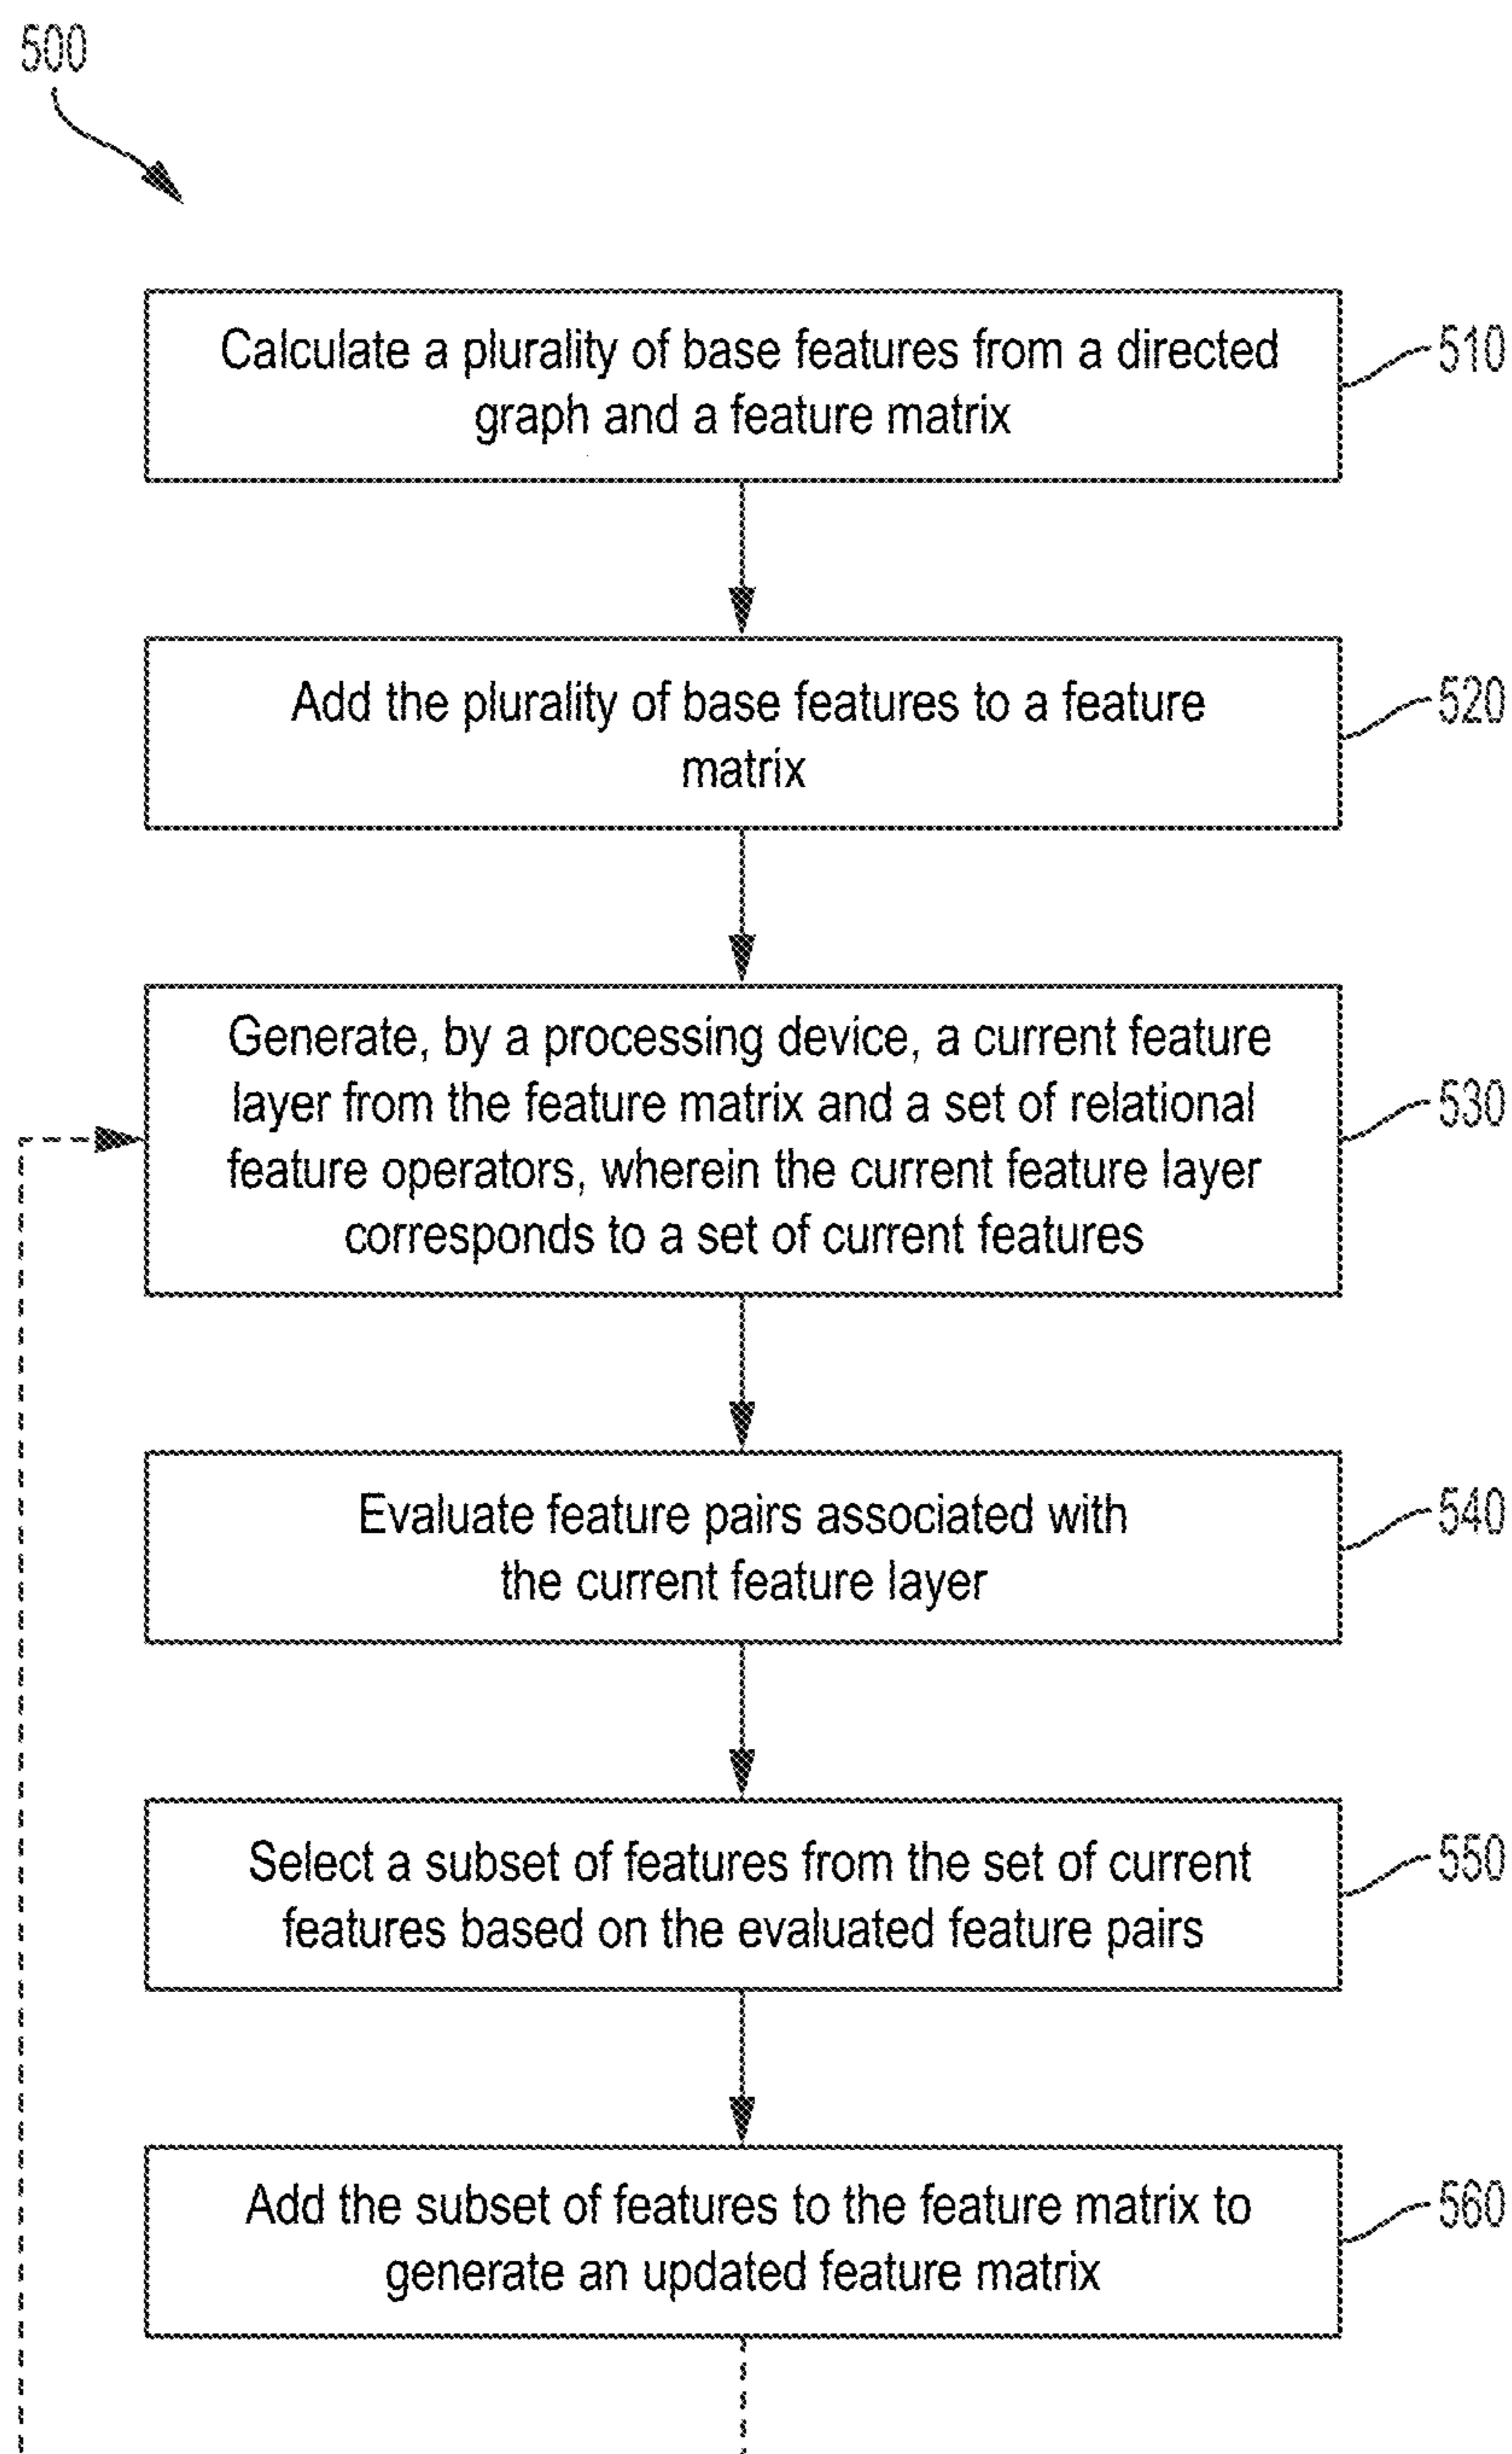 500
Calculate a plurality of base features from a directed
graph and a feature matrix
510
Add the plurality of base features to a feature
matrix
520
Generate, by a processing device, a current feature
layer from the feature matrix and a set of relational
feature operators, wherein the current feature layer
corresponds to a set of current features
530
Evaluate feature pairs associated with
the current feature layer
540
Select a subset of features from the set of current
features based on the evaluated feature pairs
550
Add the subset of features to the feature matrix to
generate an updated feature matrix
560